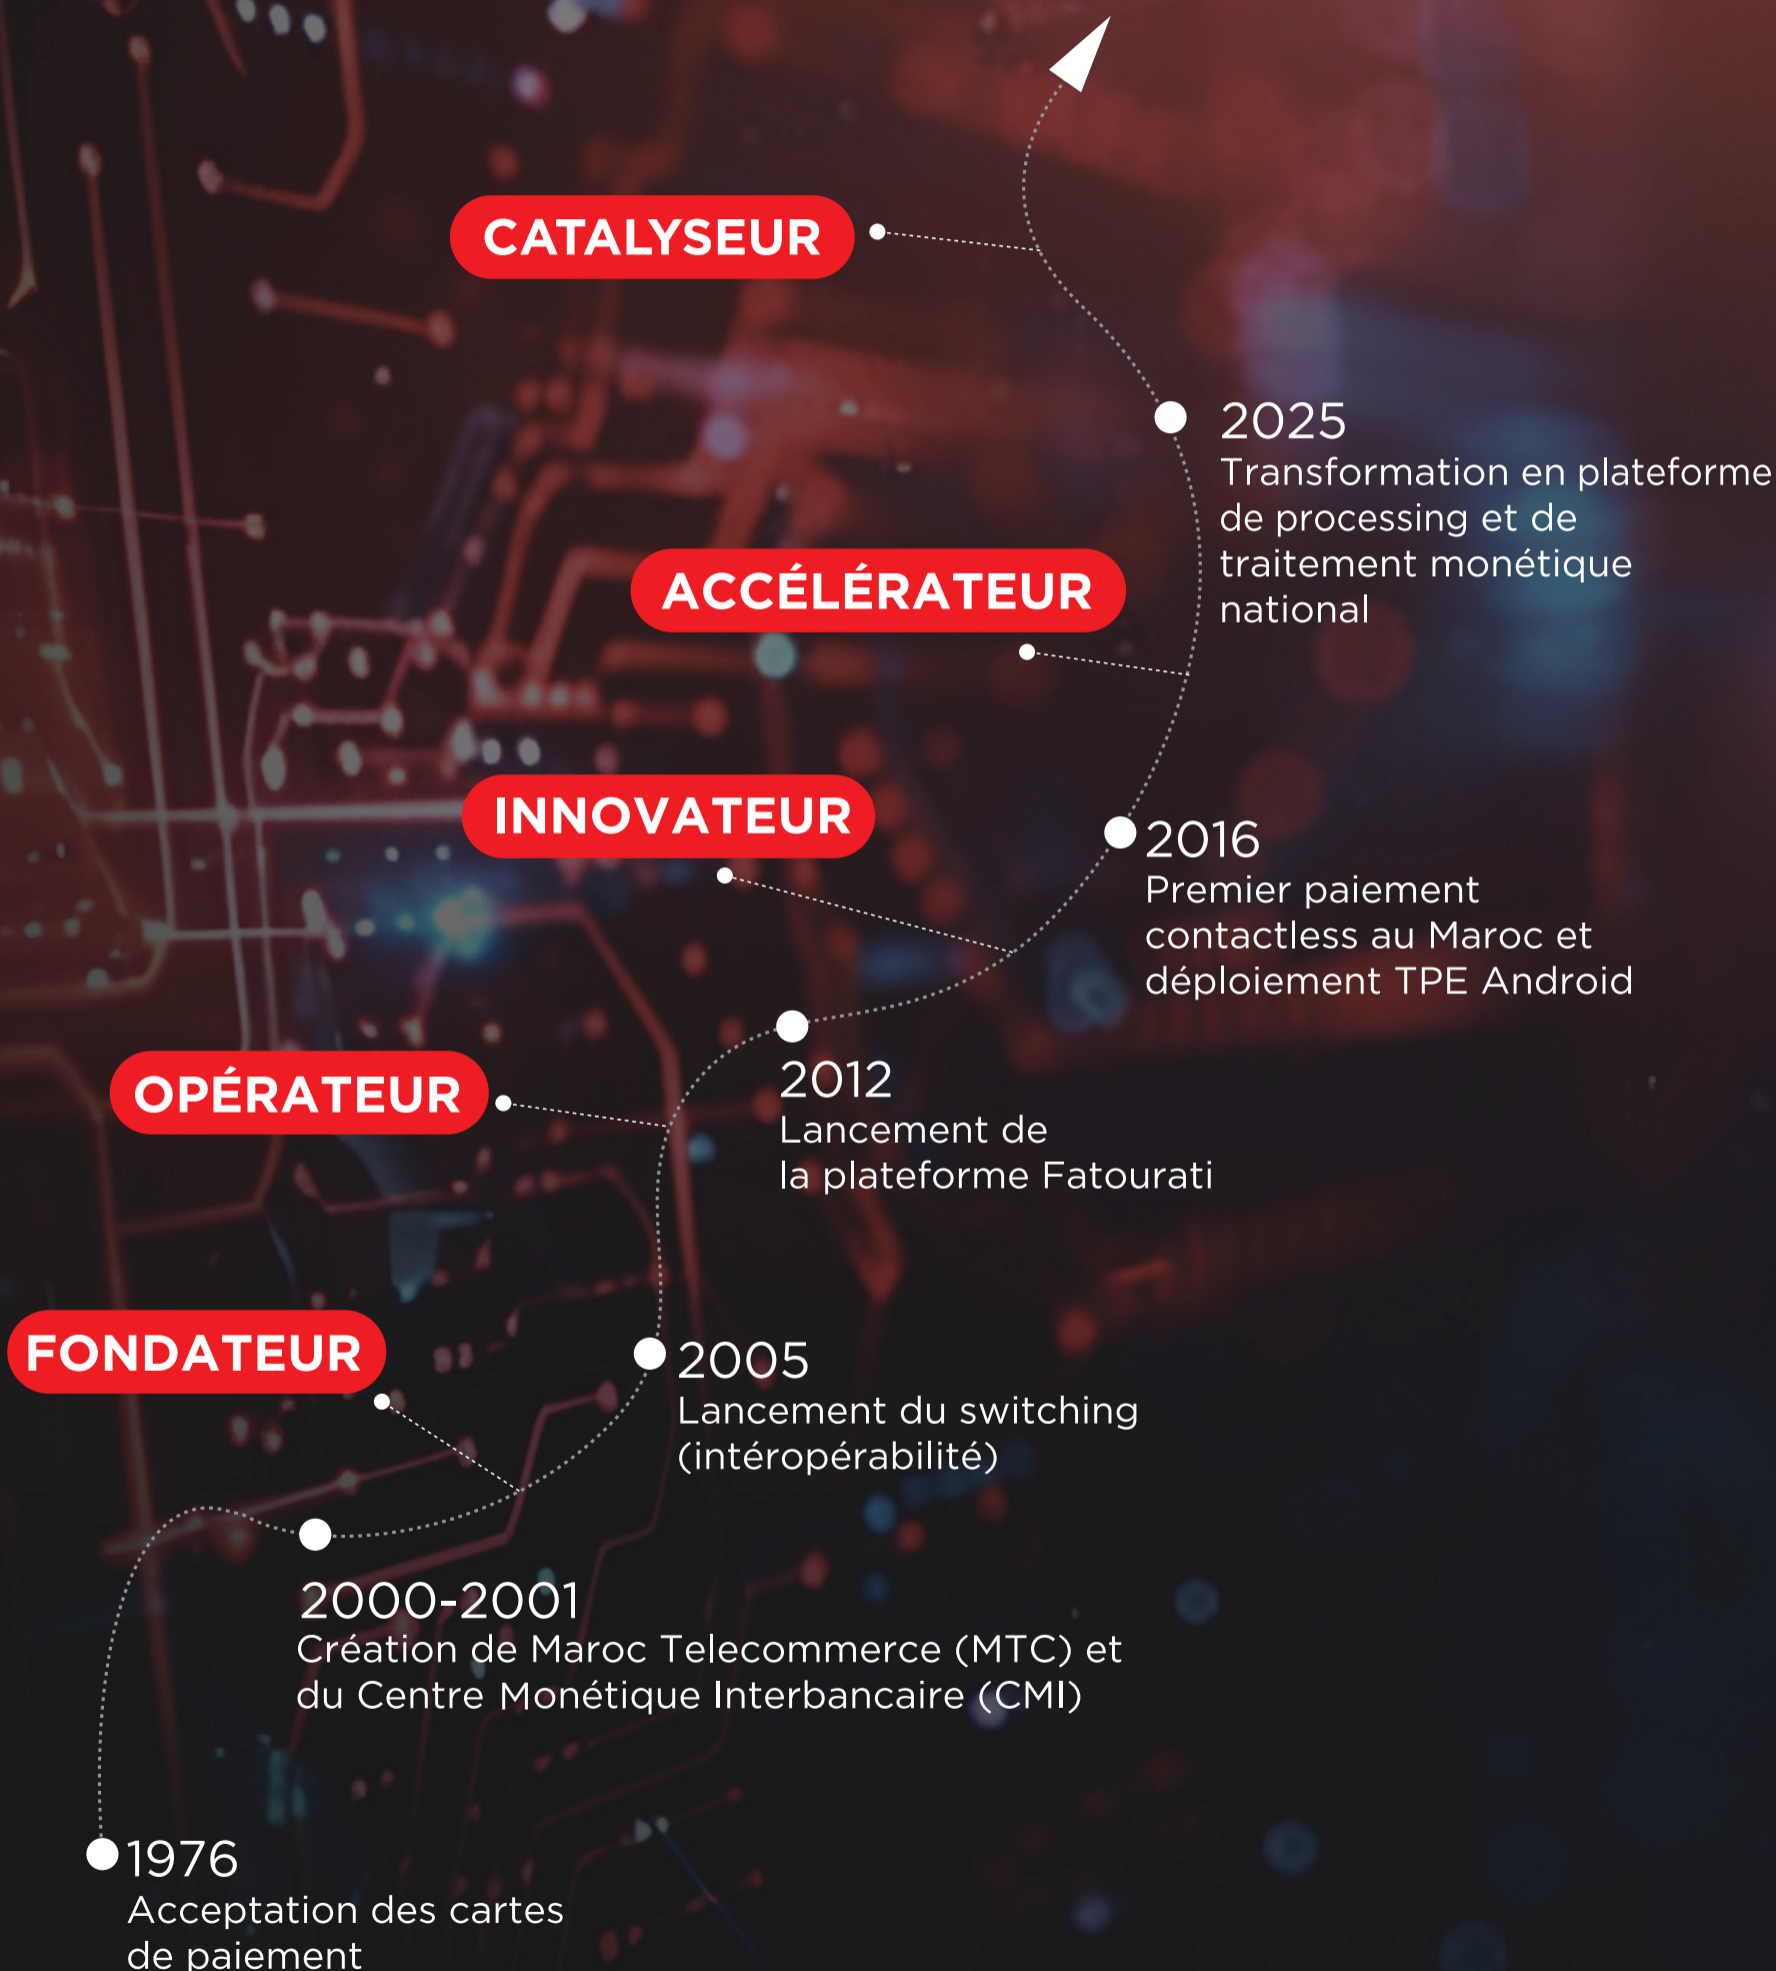 CATALYSEUR
2025
Transformation en plateforme
de processing et de
traitement monétique
national
ACCÉLÉRATEUR
INNOVATEUR
2016
Premier paiement
contactless au Maroc et
déploiement TPE Android
OPÉRATEUR
2012
Lancement de
la plateforme Fatourati
FONDATEUR
2005
Lancement du switching
(intéropérabilité)
2000-2001
Création de Maroc Telecommerce (MTC) et
du Centre Monétique Interbancaire (CMI)
1976
Acceptation des cartes
de paiement